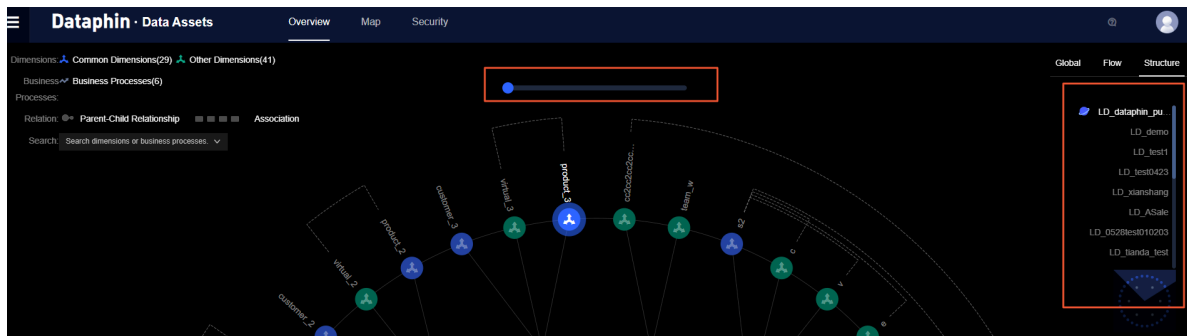 Dataphin · Data Assets
Overview
Map
Security
Dimensions: Common Dimensions(29) Other Dimensions(41)
Business Processes: Business Processes(6)
Relation: Parent-Child Relationship Association
Search: Search dimensions or business processes.
Global
Flow
Structure
LD_dataphin_pu...
LD_demo
LD_test1
LD_test0423
LD_xianshang
LD_ASale
LD_0528test010203
LD_tianda_test
customer_2
virtual_2
product_2
customer_3
virtual_3
product_3
cc2cc2cc2cc...
team_w
s2
c
v
e